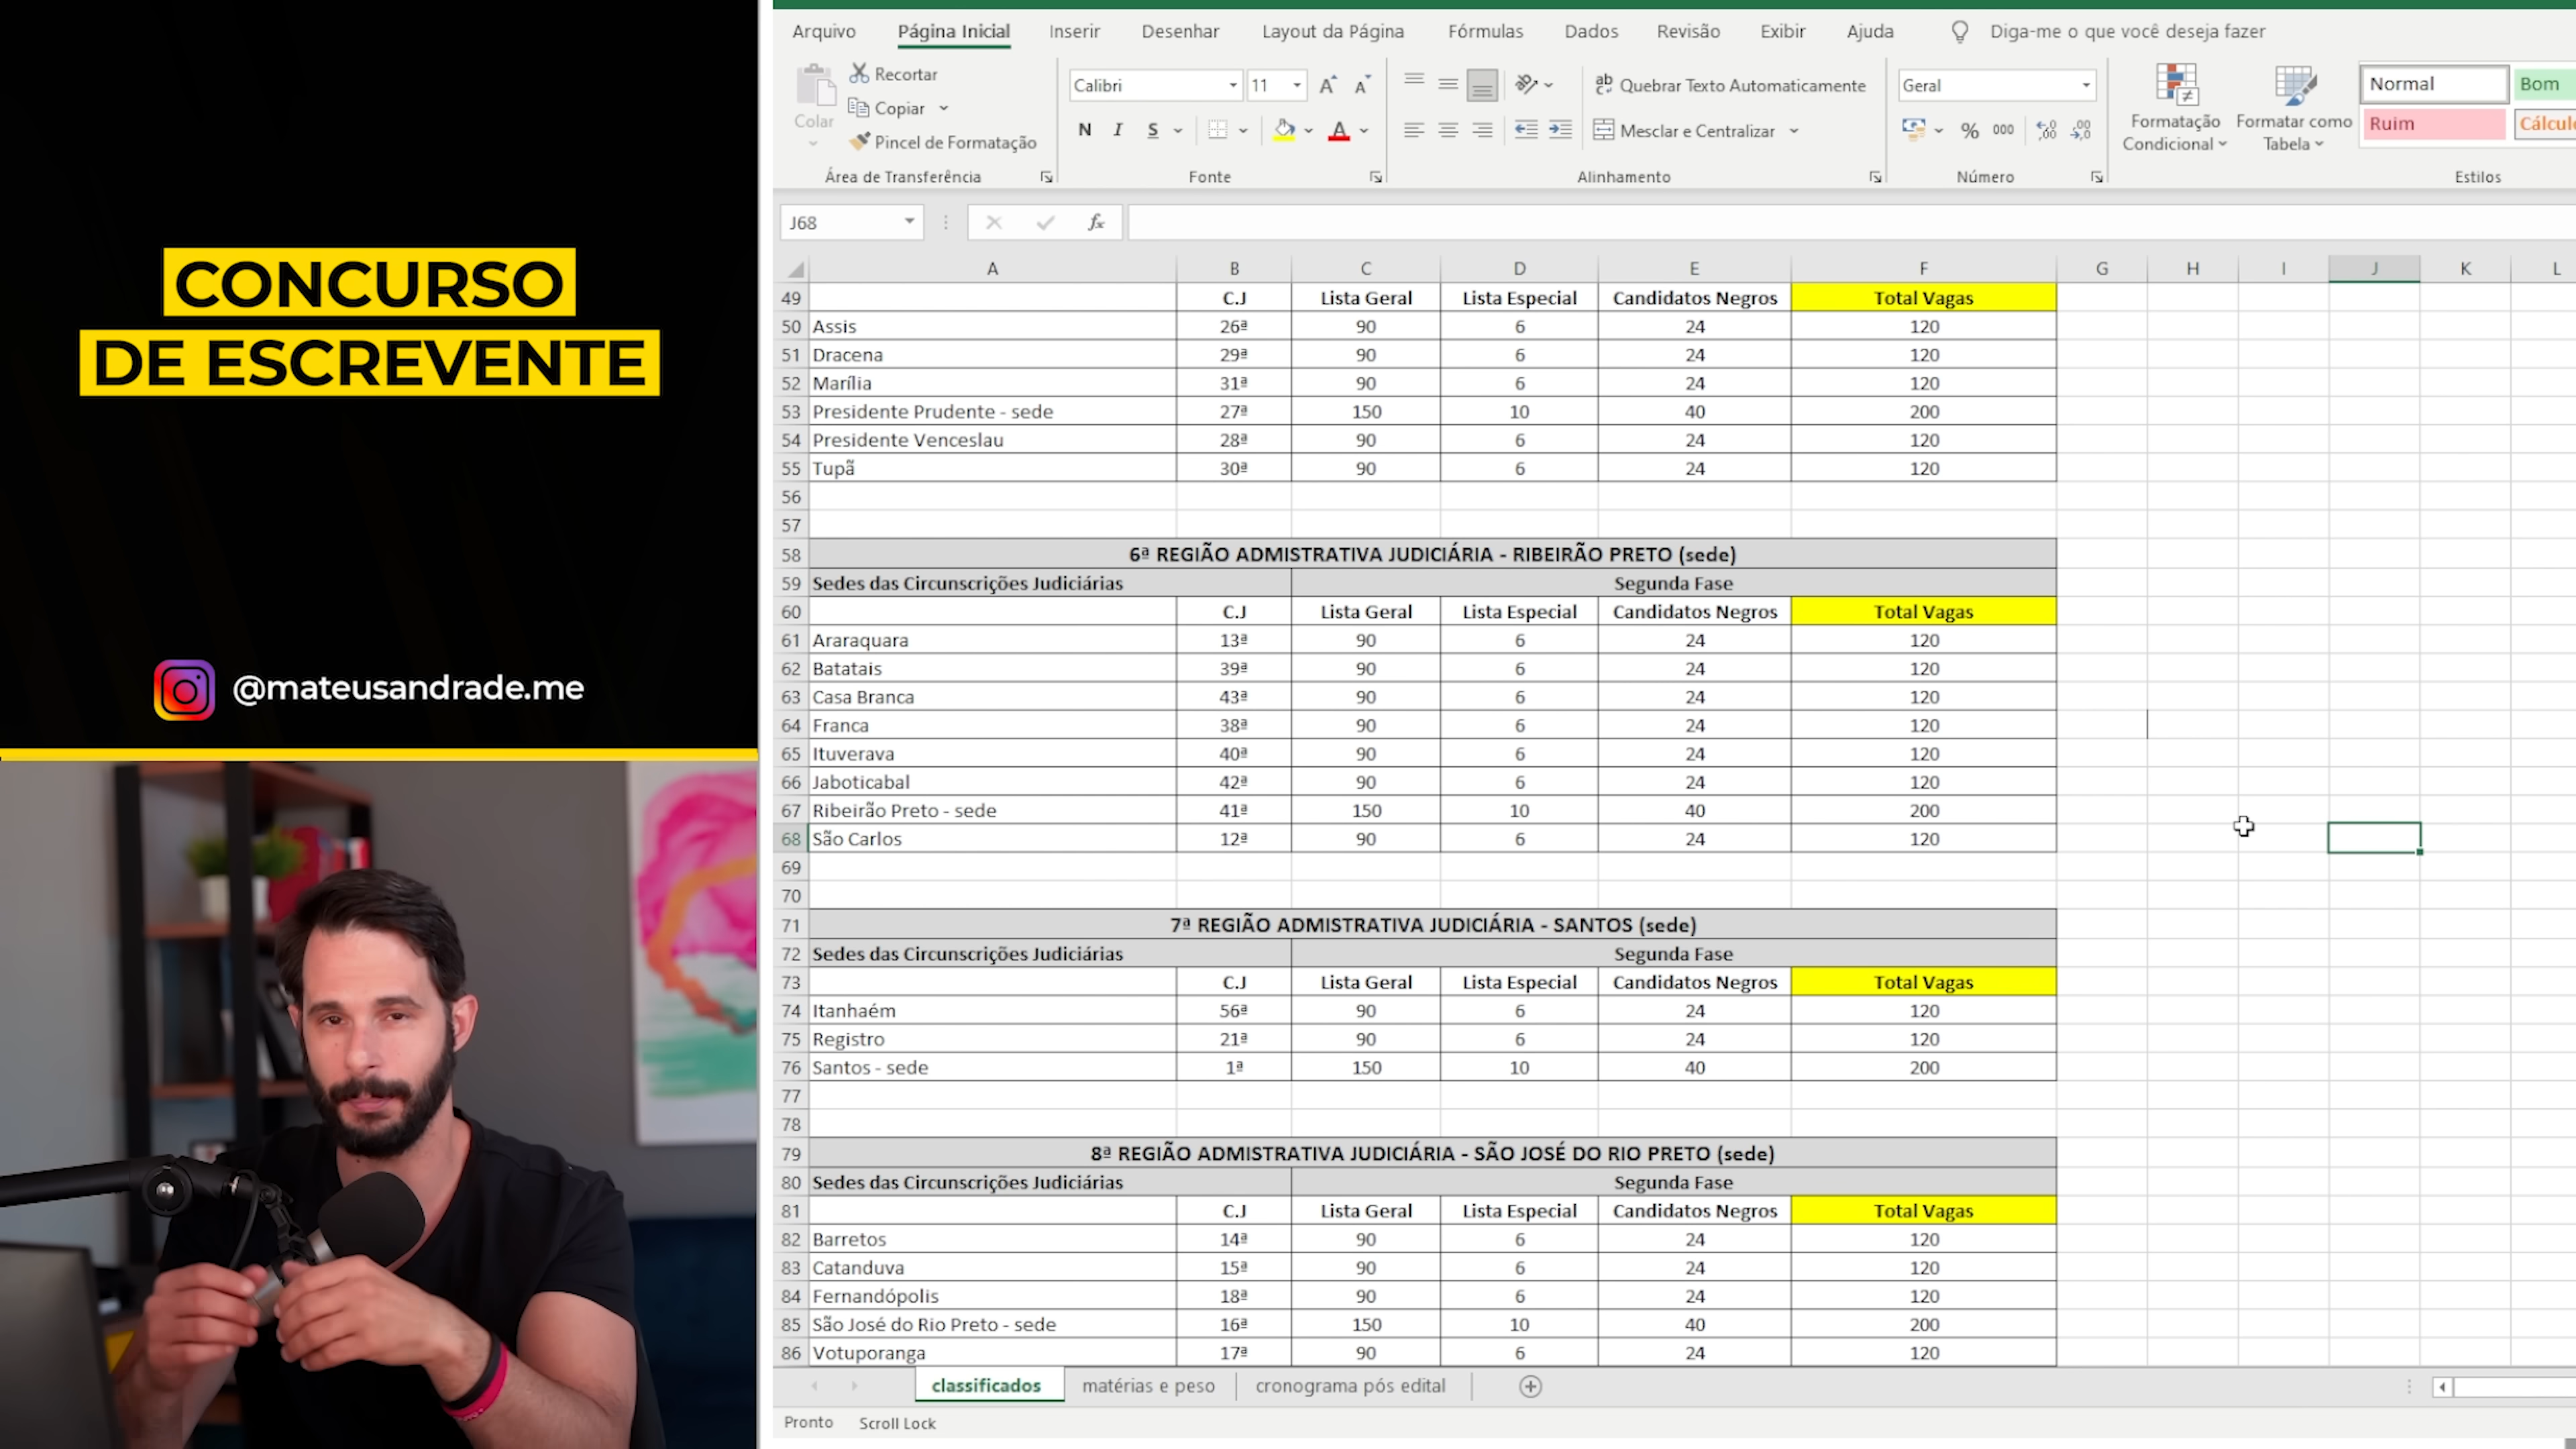 CONCURSO
DE ESCREVENTE
@mateusandrade.me
Arquivo Página Inicial Inserir Desenhar Layout da Página Fórmulas Dados Revisão Exibir Ajuda Diga-me o que você deseja fazer
Colar
Recortar
Copiar
Pincel de Formatação
Área de Transferência
Calibri 11
N I S
Fonte
Quebrar Texto Automaticamente
Mesclar e Centralizar
Alinhamento
Geral
% 000
Número
Formatação
Condicional
Formatar como
Tabela
Normal Bom
Ruim Cálcul
Estilos
J68 fx
A B C D E F G H I J K L
49 C.J Lista Geral Lista Especial Candidatos Negros Total Vagas
50 Assis 26ª 90 6 24 120
51 Dracena 29ª 90 6 24 120
52 Marília 31ª 90 6 24 120
53 Presidente Prudente - sede 27ª 150 10 40 200
54 Presidente Venceslau 28ª 90 6 24 120
55 Tupã 30ª 90 6 24 120
56
57
58 6ª REGIÃO ADMISTRATIVA JUDICIÁRIA - RIBEIRÃO PRETO (sede)
59 Sedes das Circunscrições Judiciárias Segunda Fase
60 C.J Lista Geral Lista Especial Candidatos Negros Total Vagas
61 Araraquara 13ª 90 6 24 120
62 Batatais 39ª 90 6 24 120
63 Casa Branca 43ª 90 6 24 120
64 Franca 38ª 90 6 24 120
65 Ituverava 40ª 90 6 24 120
66 Jaboticabal 42ª 90 6 24 120
67 Ribeirão Preto - sede 41ª 150 10 40 200
68 São Carlos 12ª 90 6 24 120
69
70
71 7ª REGIÃO ADMISTRATIVA JUDICIÁRIA - SANTOS (sede)
72 Sedes das Circunscrições Judiciárias Segunda Fase
73 C.J Lista Geral Lista Especial Candidatos Negros Total Vagas
74 Itanhaém 56ª 90 6 24 120
75 Registro 21ª 90 6 24 120
76 Santos - sede 1ª 150 10 40 200
77
78
79 8ª REGIÃO ADMISTRATIVA JUDICIÁRIA - SÃO JOSÉ DO RIO PRETO (sede)
80 Sedes das Circunscrições Judiciárias Segunda Fase
81 C.J Lista Geral Lista Especial Candidatos Negros Total Vagas
82 Barretos 14ª 90 6 24 120
83 Catanduva 15ª 90 6 24 120
84 Fernandópolis 18ª 90 6 24 120
85 São José do Rio Preto - sede 16ª 150 10 40 200
86 Votuporanga 17ª 90 6 24 120
classificados matérias e peso cronograma pós edital
Pronto Scroll Lock